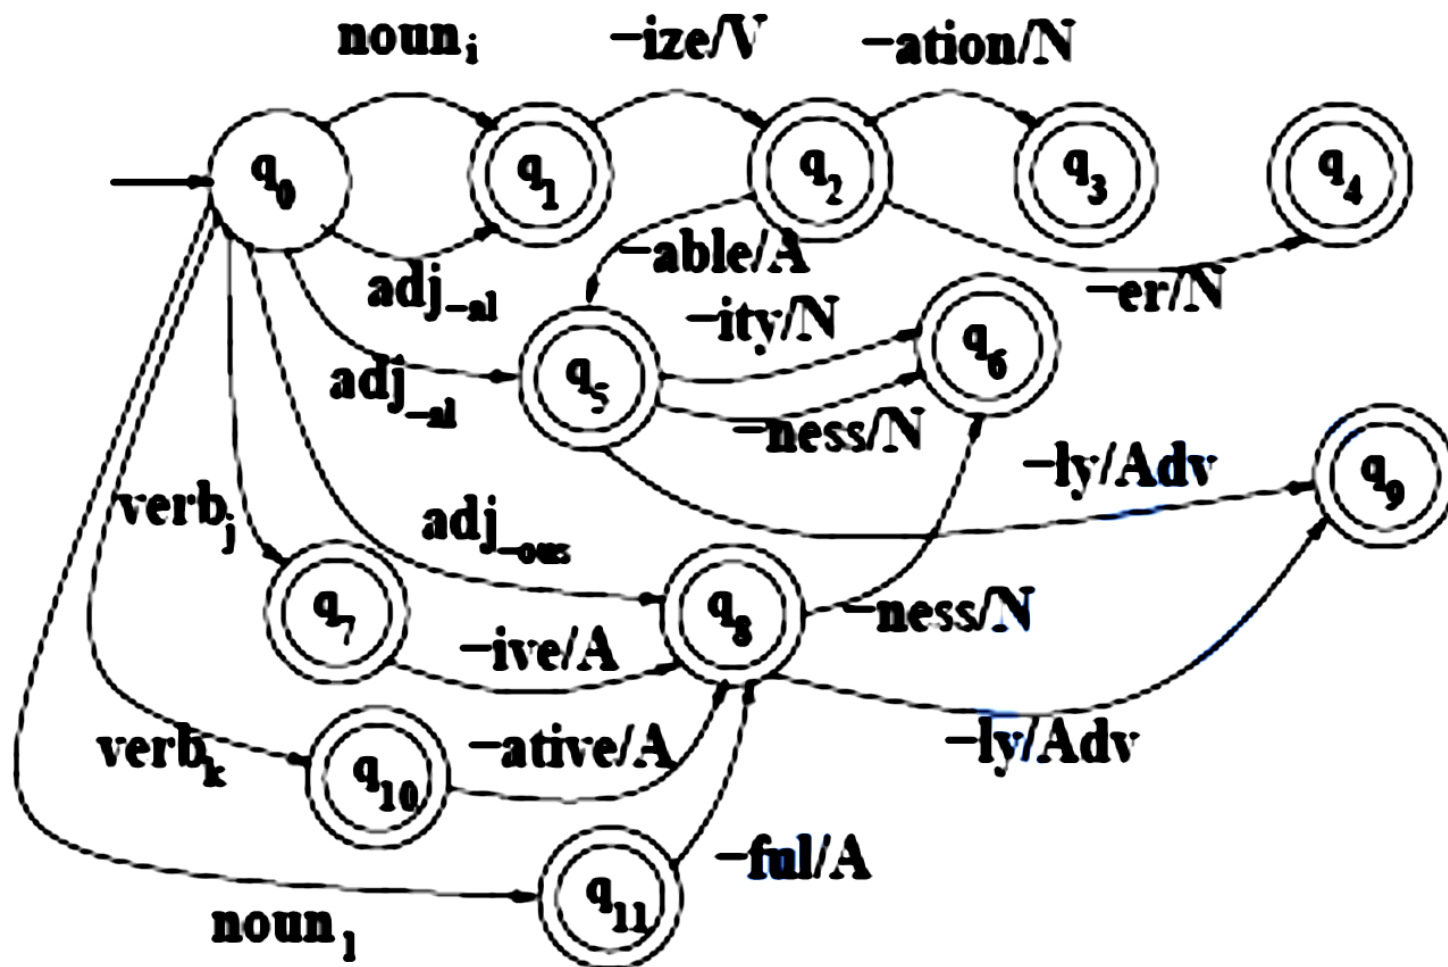 noun_i
−ize/V
−ation/N
q_0
q_1
q_2
q_3
q_4
−able/A
−er/N
adj_−al
−ity/N
q_6
adj_−al
q_5
−ness/N
−ly/Adv
q_9
verb_j
adj_−ous
q_7
q_8
−ness/N
−ive/A
verb_k
q_10
−ative/A
−ly/Adv
−ful/A
q_11
noun_l